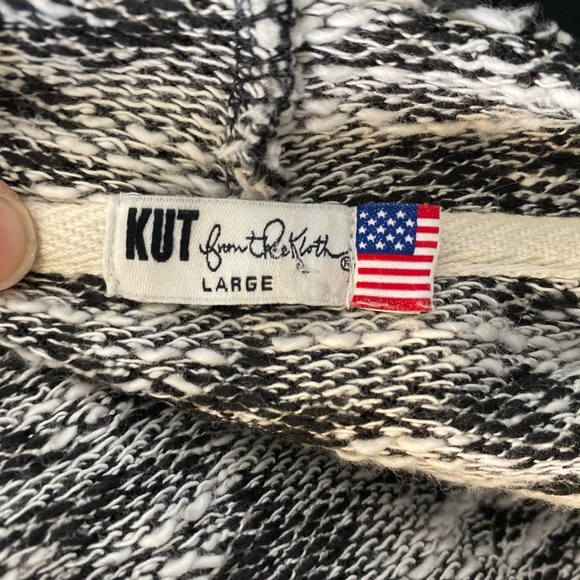 KUT from the Kloth®
LARGE